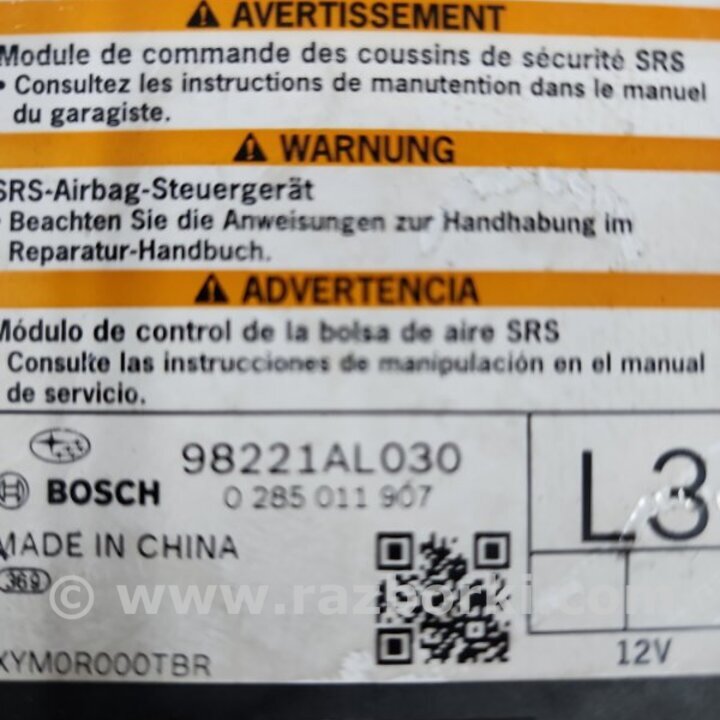 AVERTISSEMENT
Module de commande des coussins de sécurité SRS
• Consultez les instructions de manutention dans le manuel
du garagiste.
WARNUNG
SRS-Airbag-Steuergerät
Beachten Sie die Anweisungen zur Handhabung im
Reparatur-Handbuch.
ADVERTENCIA
Módulo de control de la bolsa de aire SRS
Consulte las instrucciones de manipulación en el manual
de servicio.
98221AL030
BOSCH
0 285 011 907
L3
MADE IN CHINA
369
© www.razborki.com
XYM0R000TBR
12V